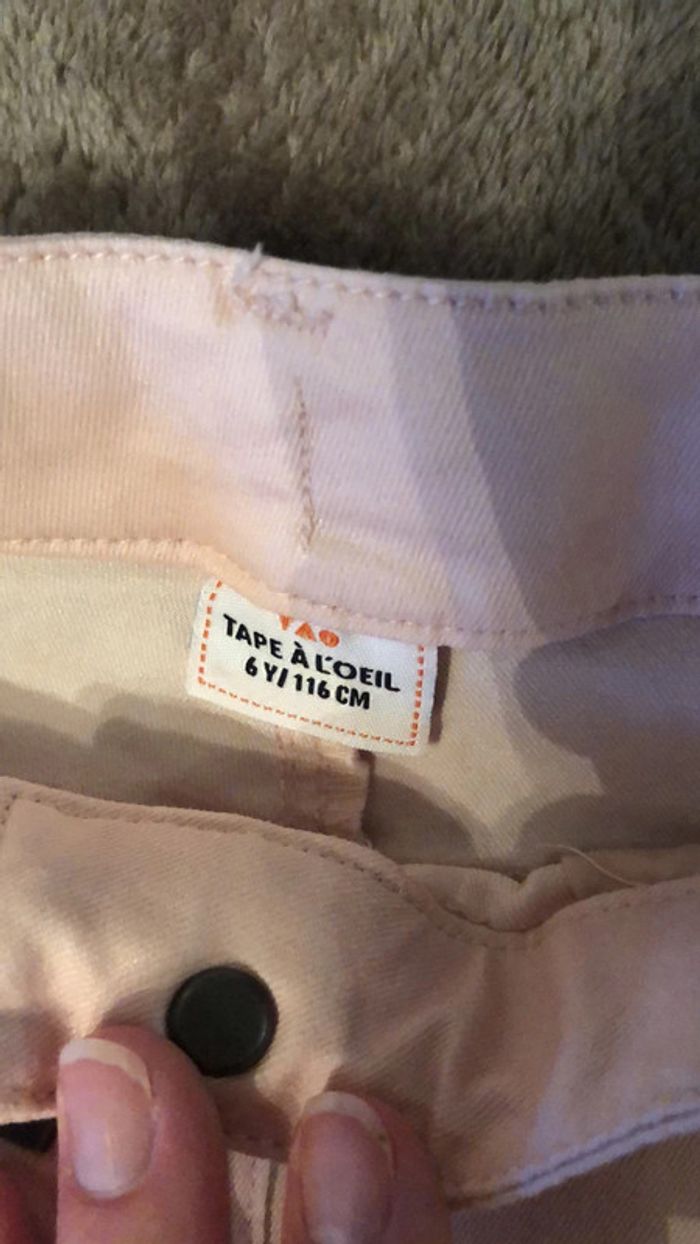 TAO
TAPE À L'OEIL
6 Y/ 116 CM